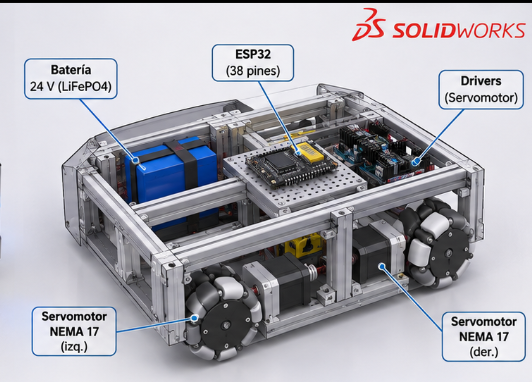 SOLIDWORKS
ESP32
(38 pines)
Batería
24 V (LiFePO4)
Drivers
(Servomotor)
Servomotor
NEMA 17
(izq.)
Servomotor
NEMA 17
(der.)